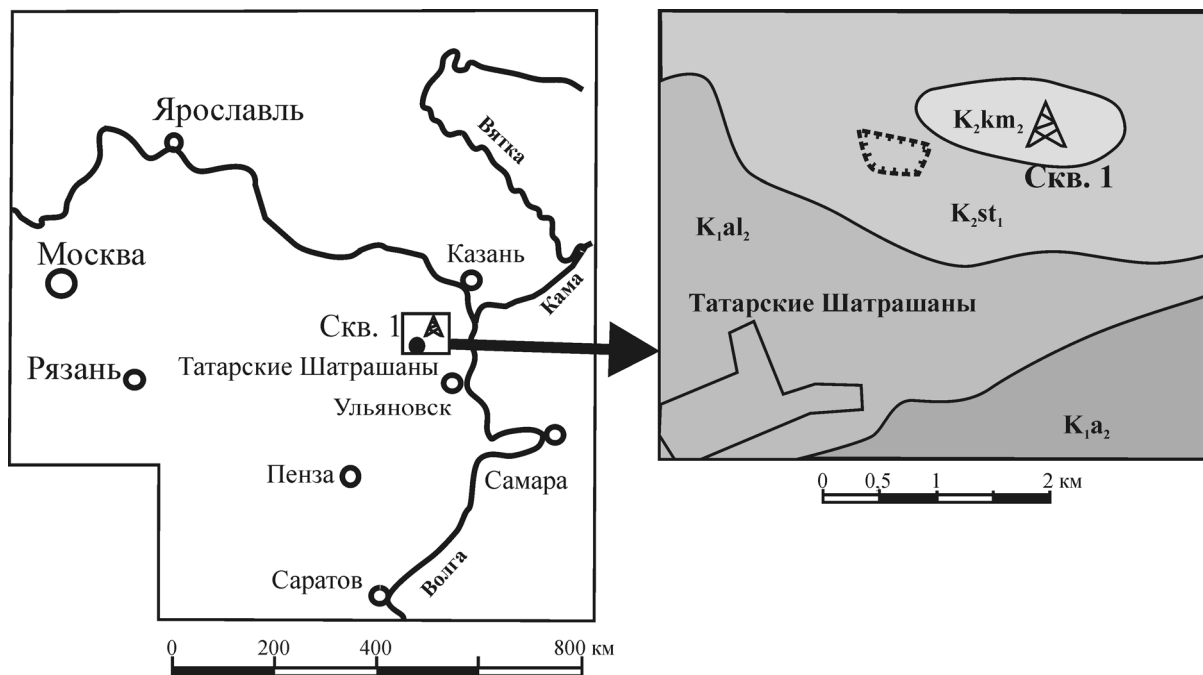 Ярославль
Вятка
Москва
Казань
Кама
Скв. 1
Рязань
Татарские Шатрашаны
Ульяновск
Пенза
Самара
Саратов
Волга
0 200 400 800 км
K₂km₂
Скв. 1
K₂st₁
K₁al₂
Татарские Шатрашаны
K₁a₂
0 0,5 1 2 км